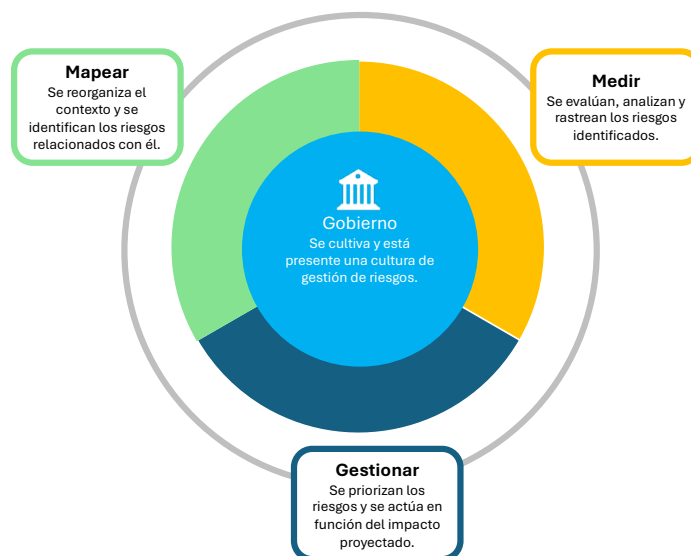 Mapear
Se reorganiza el
contexto y se
identifican los riesgos
relacionados con él.
Medir
Se evalúan, analizan y
rastrean los riesgos
identificados.
Gobierno
Se cultiva y está
presente una cultura de
gestión de riesgos.
Gestionar
Se priorizan los
riesgos y se actúa en
función del impacto
proyectado.